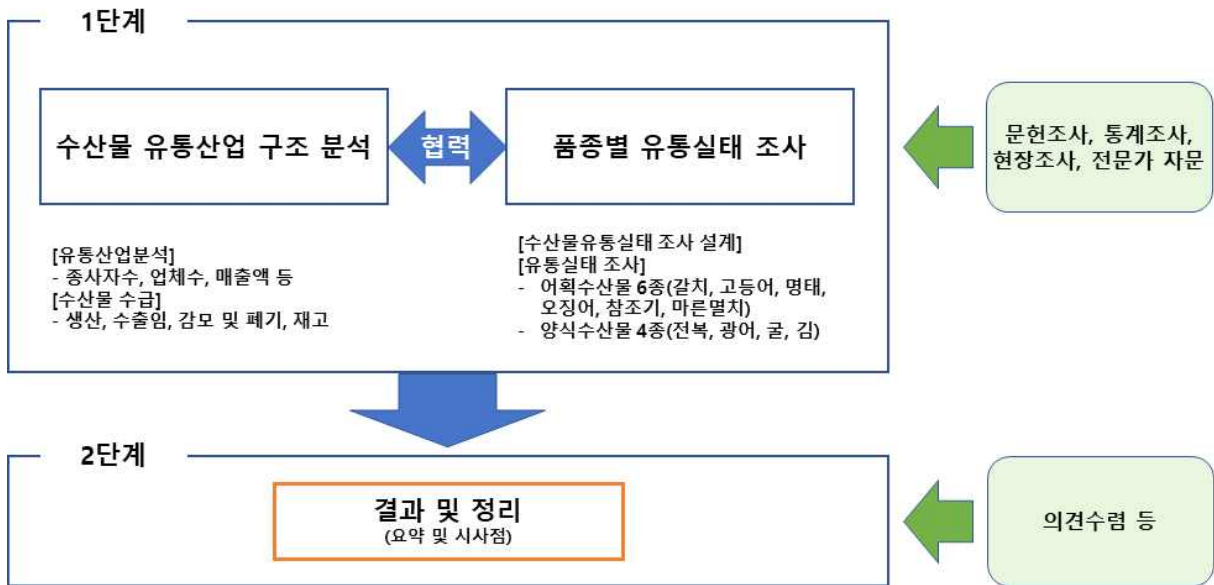 1단계
수산물 유통산업 구조 분석
협력
품종별 유통실태 조사
문헌조사, 통계조사,
현장조사, 전문가 자문
[유통산업분석]
- 종사자수, 업체수, 매출액 등
[수산물 수급]
- 생산, 수출임, 감모 및 폐기, 재고
[수산물유통실태 조사 설계]
[유통실태 조사]
- 어획수산물 6종(갈치, 고등어, 명태,
오징어, 참조기, 마른멸치)
- 양식수산물 4종(전복, 광어, 굴, 김)
2단계
결과 및 정리
(요약 및 시사점)
의견수렴 등